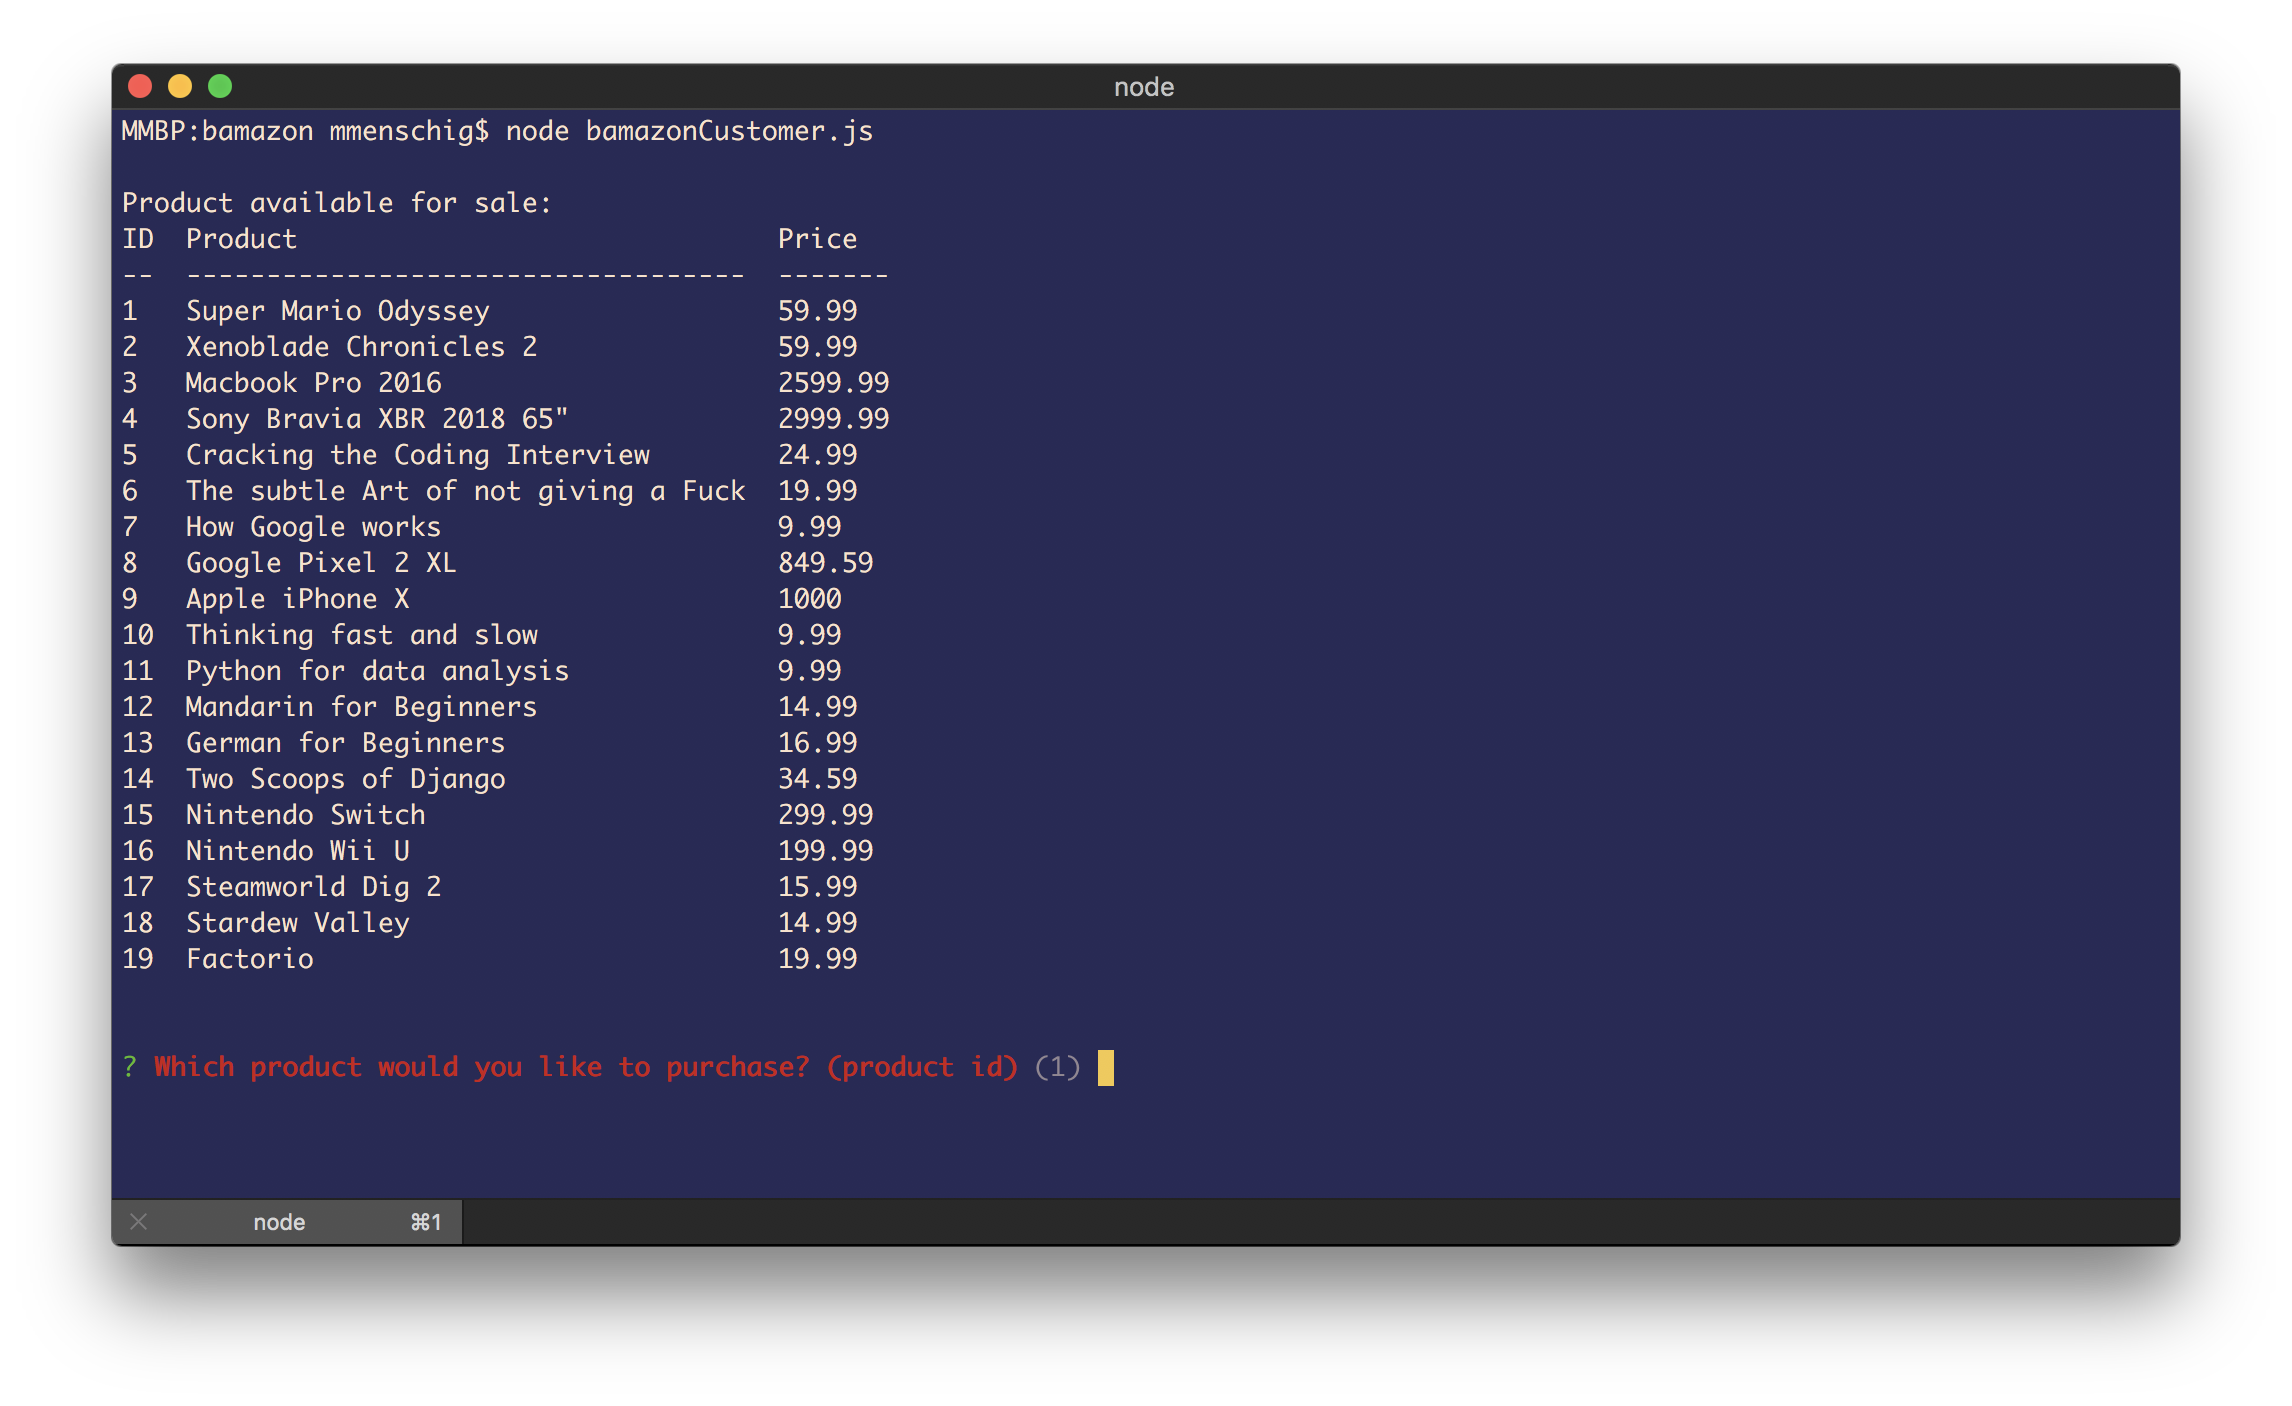 node
MMBP:bamazon mmenschig$ node bamazonCustomer.js
Product available for sale:
ID  Product                              Price
--  -----------------------------------  -------
1   Super Mario Odyssey                  59.99
2   Xenoblade Chronicles 2               59.99
3   Macbook Pro 2016                     2599.99
4   Sony Bravia XBR 2018 65"             2999.99
5   Cracking the Coding Interview        24.99
6   The subtle Art of not giving a Fuck  19.99
7   How Google works                     9.99
8   Google Pixel 2 XL                    849.59
9   Apple iPhone X                       1000
10  Thinking fast and slow               9.99
11  Python for data analysis             9.99
12  Mandarin for Beginners               14.99
13  German for Beginners                 16.99
14  Two Scoops of Django                 34.59
15  Nintendo Switch                      299.99
16  Nintendo Wii U                       199.99
17  Steamworld Dig 2                     15.99
18  Stardew Valley                       14.99
19  Factorio                             19.99
? Which product would you like to purchase? (product id) (1)
node ⌘1